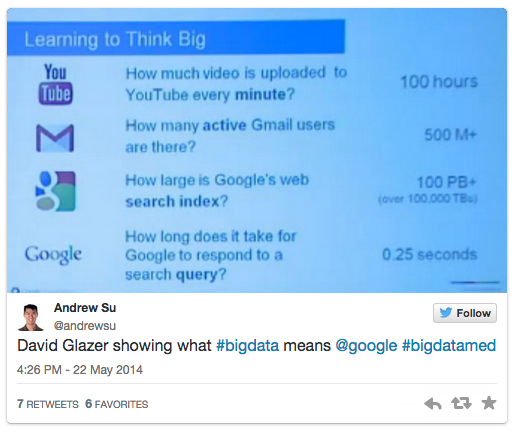 Learning to Think Big
You
Tube
How much video is uploaded to
YouTube every minute?
100 hours
How many active Gmail users
are there?
500 M+
How large is Google's web
search index?
100 PB+
(over 100,000 TBs)
Google
How long does it take for
Google to respond to a
search query?
0.25 seconds
Andrew Su
@andrewsu
Follow
David Glazer showing what #bigdata means @google #bigdatamed
4:26 PM - 22 May 2014
7 RETWEETS 6 FAVORITES